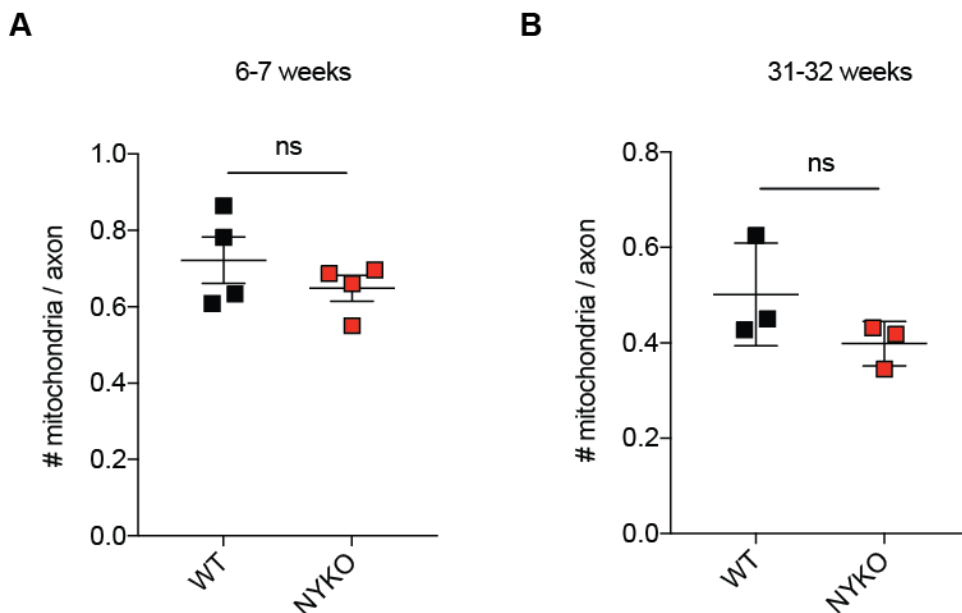 A
6-7 weeks
ns
1.0
0.8
0.6
0.4
0.2
0.0
# mitochondria / axon
WT
NYKO
B
31-32 weeks
ns
0.8
0.6
0.4
0.2
0.0
# mitochondria / axon
WT
NYKO